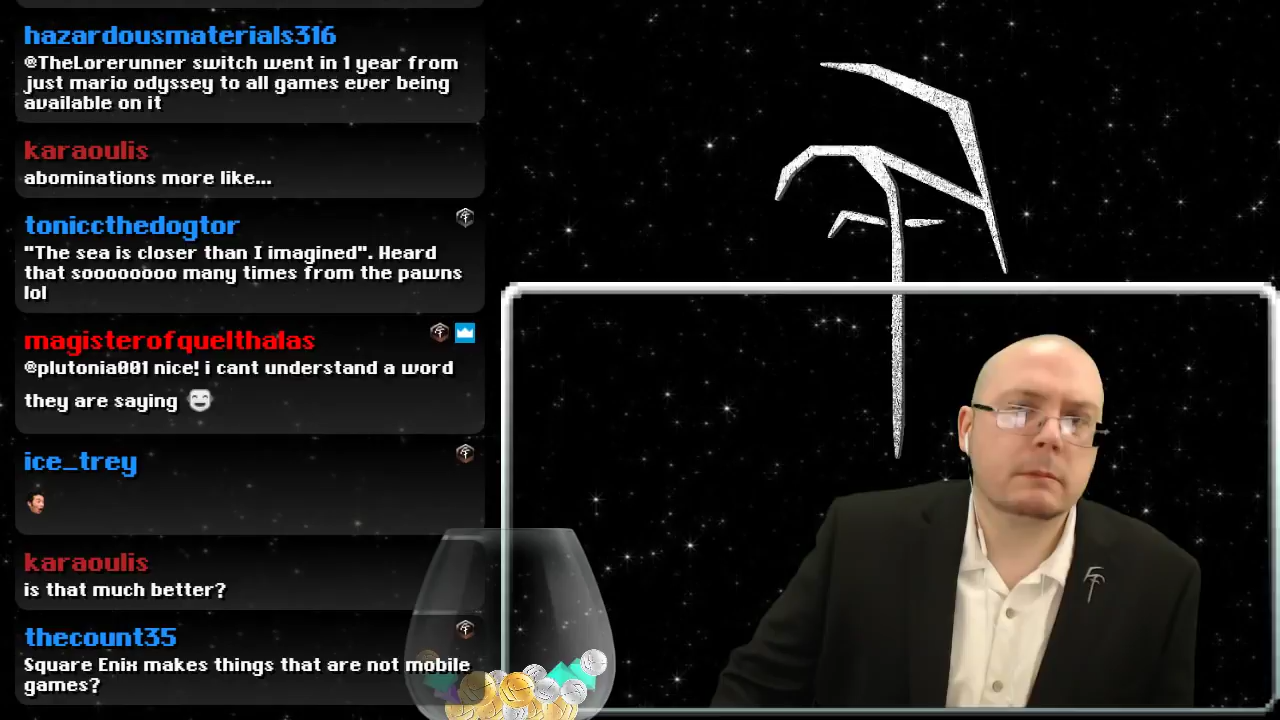 hazardousmaterials316
@TheLorerunner switch went in 1 year from
just mario odyssey to all games ever being
available on it
karaoulis
abominations more like...
toniccthedogtor
"The sea is closer than I imagined". Heard
that soooooooo many times from the pawns
lol
magisterofquelthalas
@plutonia001 nice! i cant understand a word
they are saying
ice_trey
karaoulis
is that much better?
thecount35
Square Enix makes things that are not mobile
games?